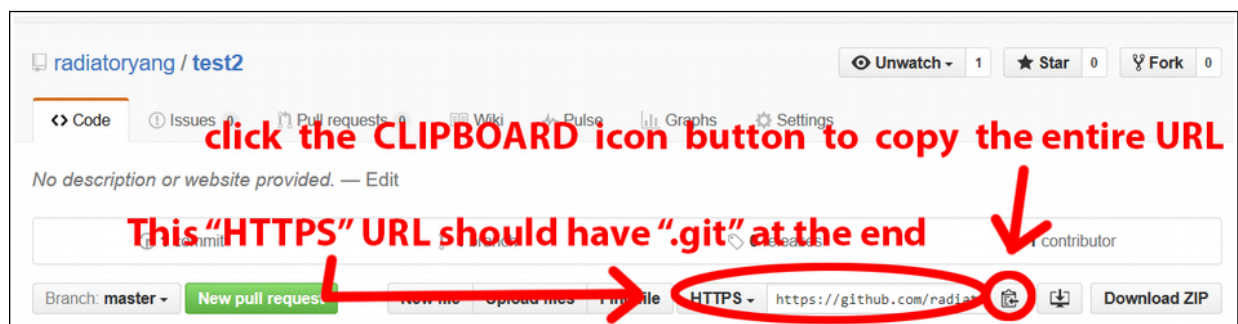 radiatoryang / test2
Unwatch 1 Star 0 Fork 0
Code Issues 0 Pull requests 0 Wiki Pulse Graphs Settings
click the CLIPBOARD icon button to copy the entire URL
No description or website provided. — Edit
This “HTTPS” URL should have “.git” at the end
commit releases contributor
Branch: master New pull request New file Upload files Find file HTTPS https://github.com/radiat Download ZIP